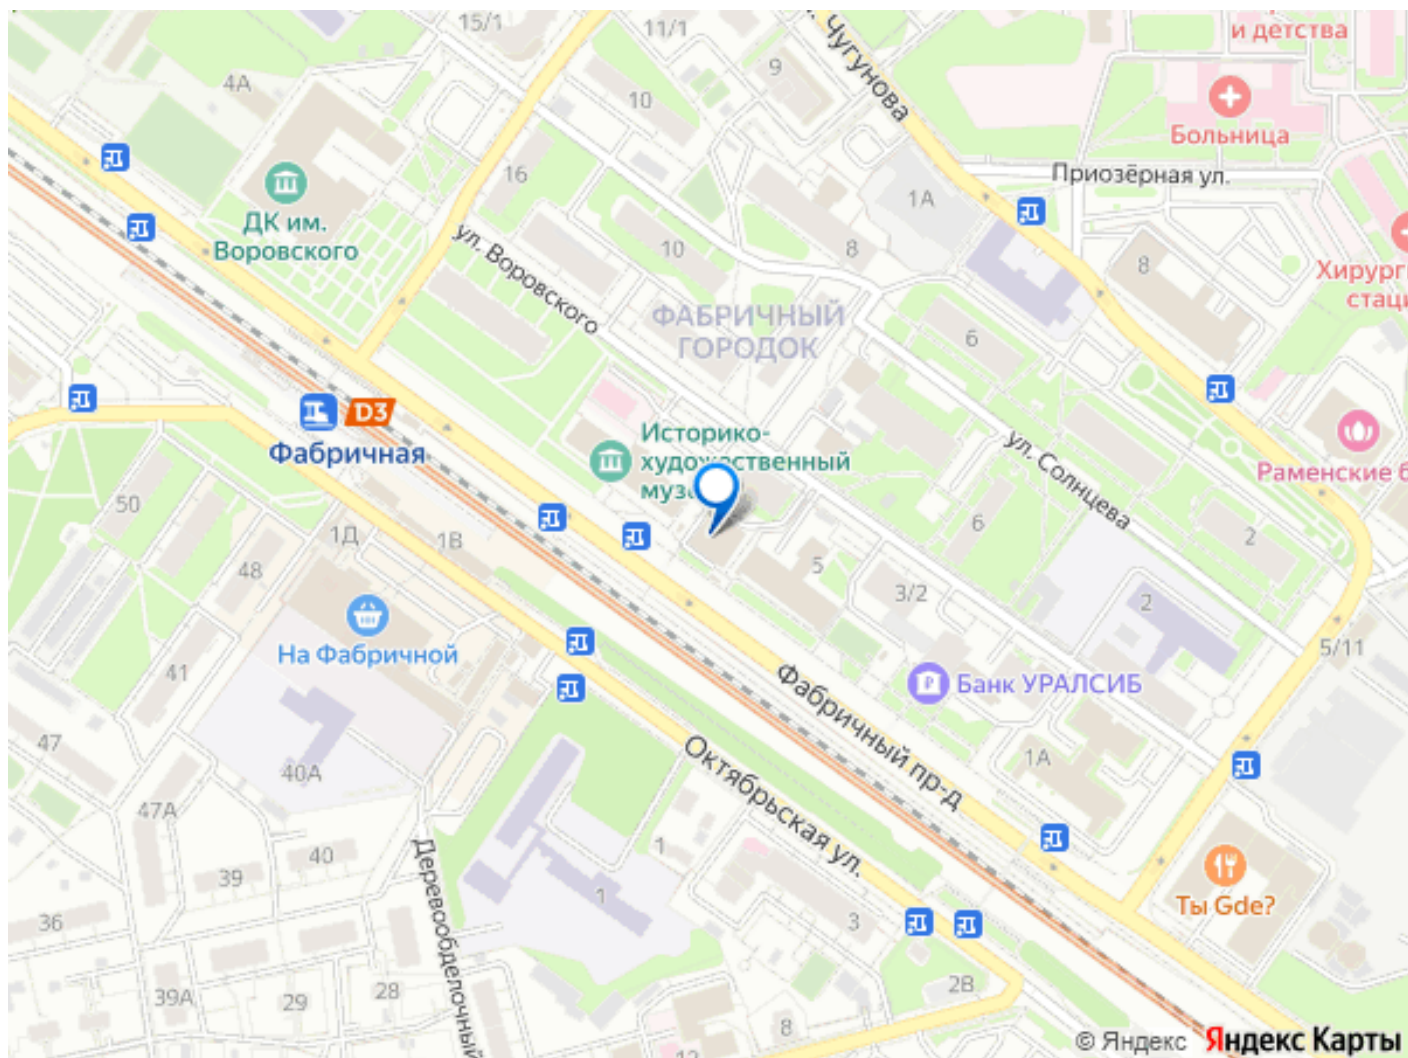 15/1
11/1
и детства
4А
9
10
Чугунова
Больница
16
1А
Приозёрная ул.
ДК им.
Воровского
ул. Воровского
10
8
8
Хирург
стаци
ФАБРИЧНЫЙ
ГОРОДОК
6
D3
Фабричная
Историко-
художественный
муз
ул. Солнцева
Раменские б
50
1Д
1В
48
5
6
2
3/2
2
На Фабричной
41
Банк УРАЛСИБ
5/11
Фабричный пр-д
47
40А
47А
Октябрьская ул.
1А
40
39
Деревообделочный
1
1
3
Ты Gde?
36
39А
29
28
2В
8
12
© Яндекс Яндекс Карты